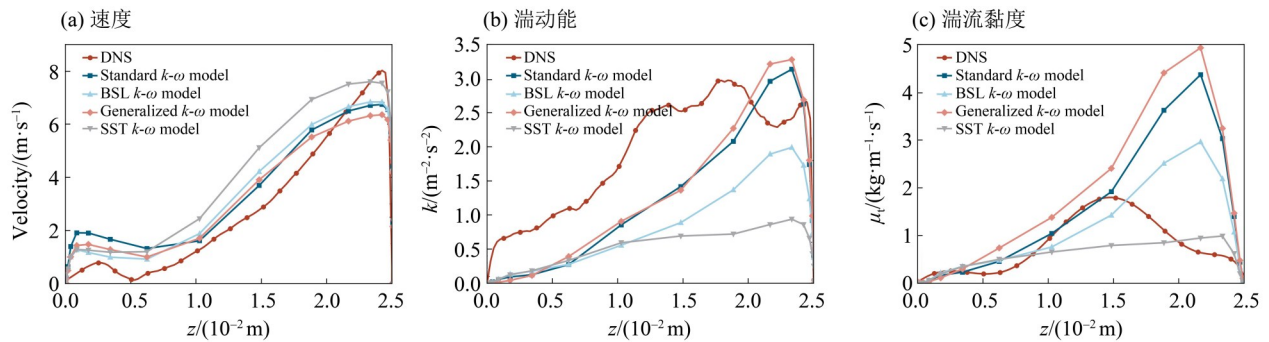 (a) 速度
Velocity/(m·s⁻¹)
8
6
4
2
0
DNS
Standard k-ω model
BSL k-ω model
Generalized k-ω model
SST k-ω model
0.0 0.5 1.0 1.5 2.0 2.5
z/(10⁻² m)
(b) 湍动能
k/(m⁻²·s⁻²)
3.5
3.0
2.5
2.0
1.5
1.0
0.5
0.0
DNS
Standard k-ω model
BSL k-ω model
Generalized k-ω model
SST k-ω model
0.0 0.5 1.0 1.5 2.0 2.5
z/(10⁻² m)
(c) 湍流黏度
μₜ/(kg·m⁻¹·s⁻¹)
5
4
3
2
1
0
DNS
Standard k-ω model
BSL k-ω model
Generalized k-ω model
SST k-ω model
0.0 0.5 1.0 1.5 2.0 2.5
z/(10⁻² m)